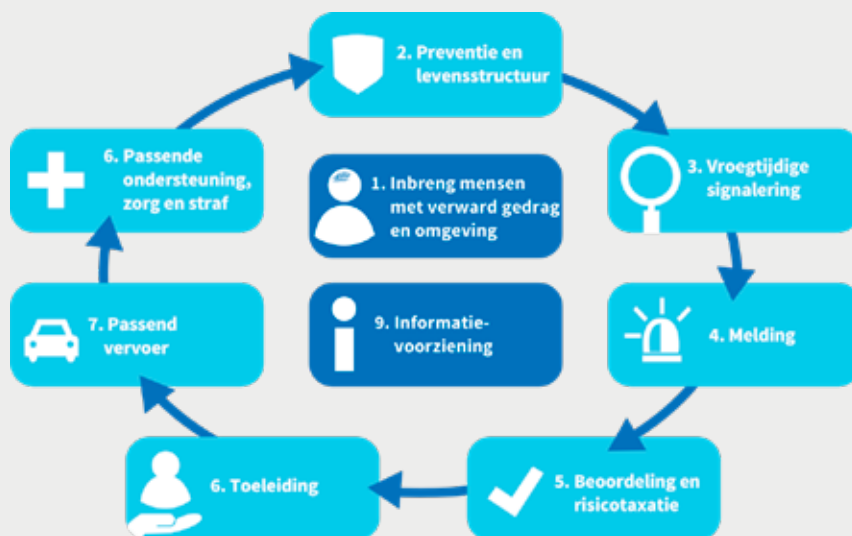 2. Preventie en
levensstructuur
6. Passende
ondersteuning,
zorg en straf
1. Inbreng mensen
met verward gedrag
en omgeving
3. Vroegtijdige
signalering
7. Passend
vervoer
9. Informatie-
voorziening
4. Melding
6. Toeleiding
5. Beoordeling en
risicotaxatie